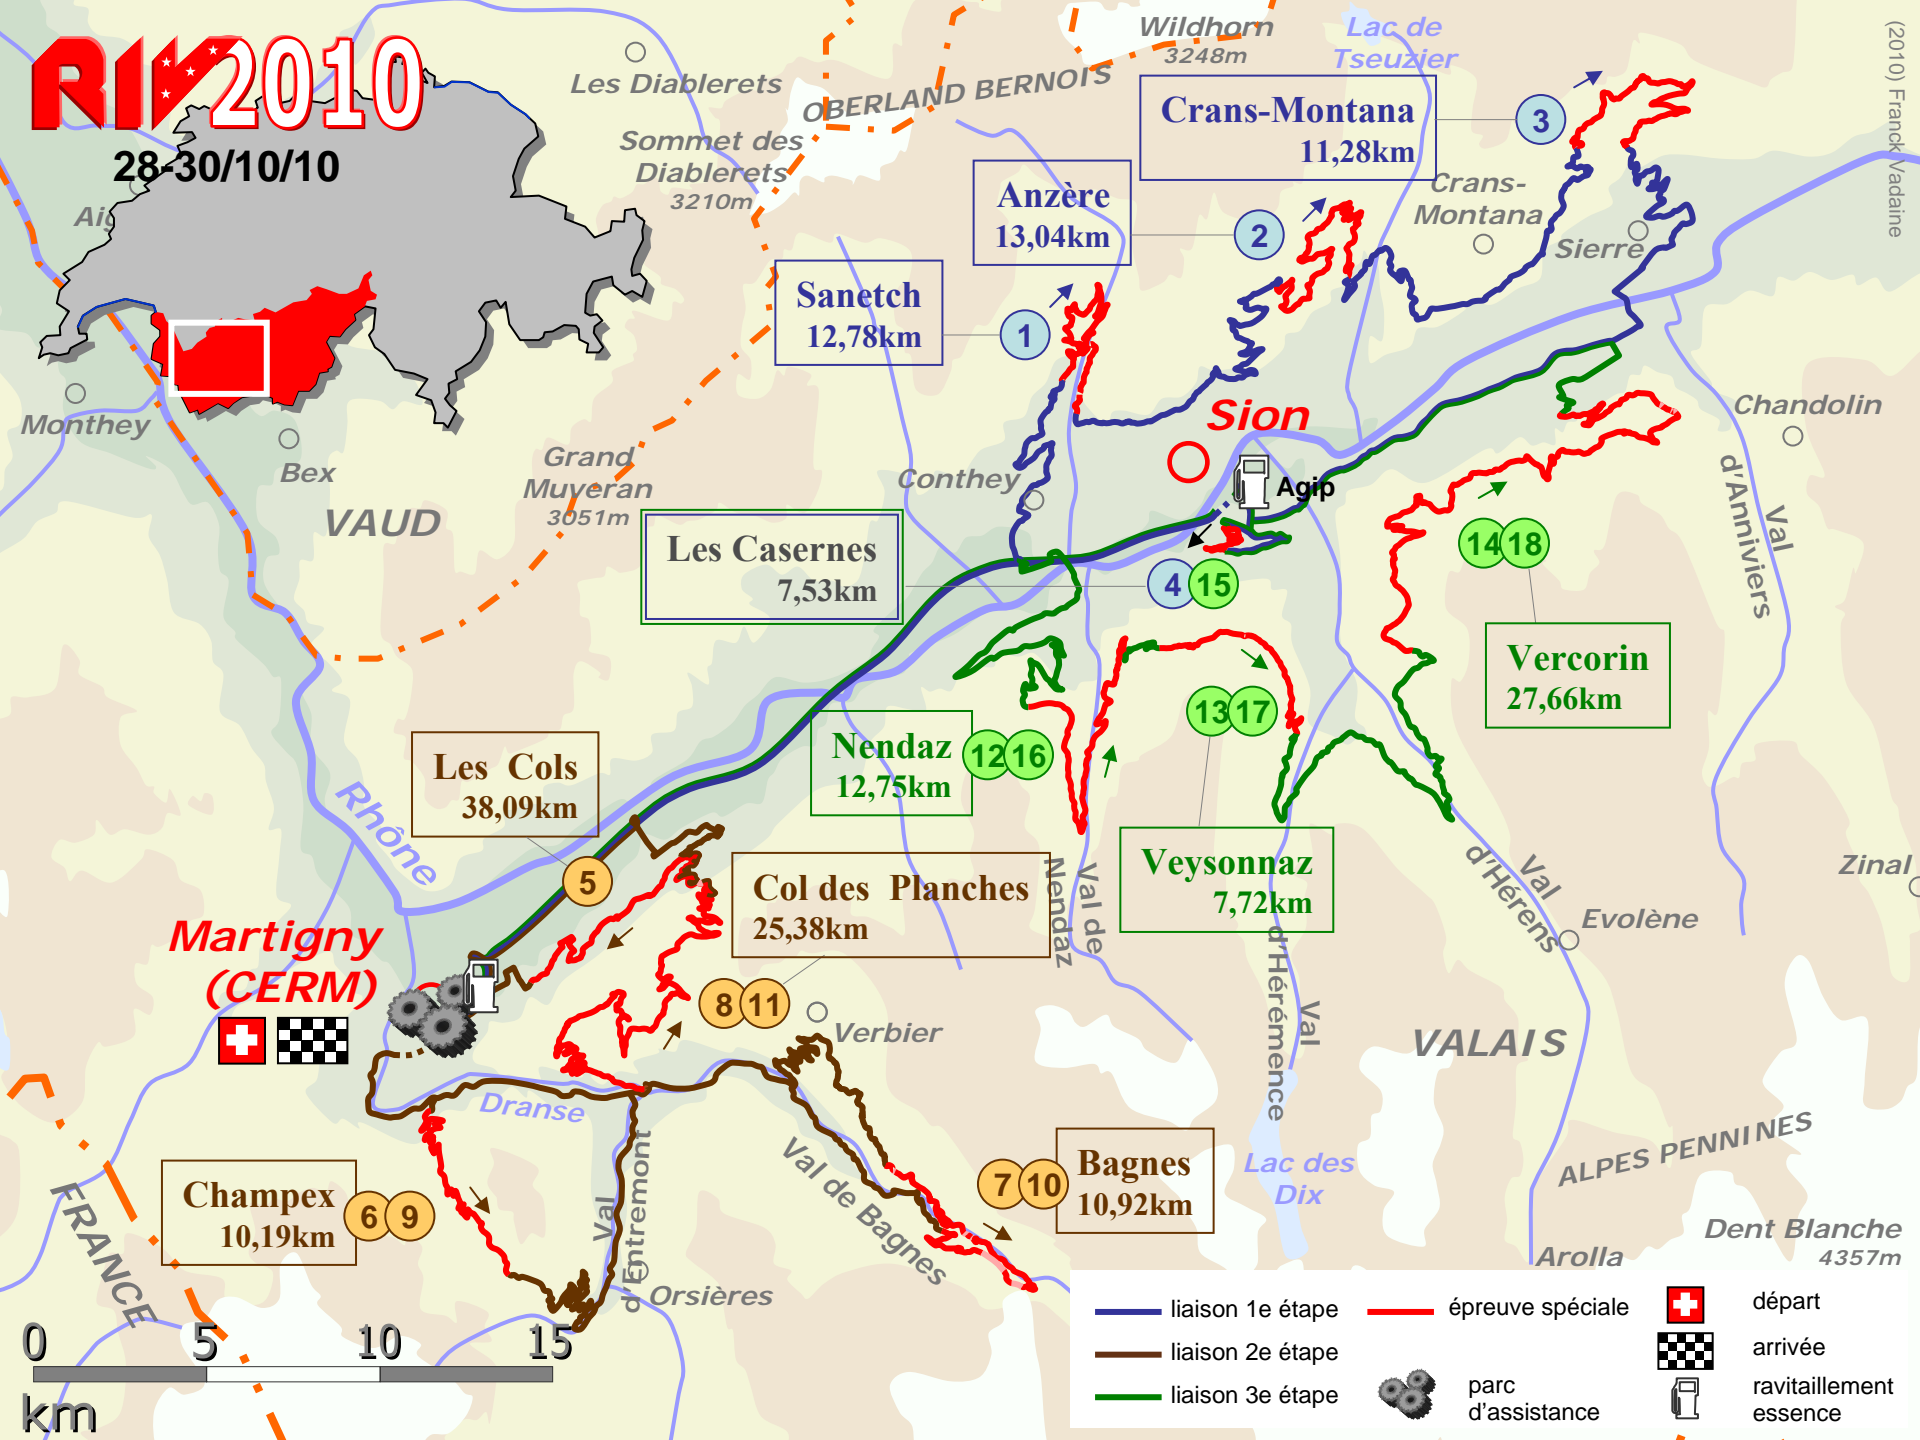 RIV 2010
28-30/10/10
(2010) Franck Vadaine
Wildhorn
3248m
Lac de
Tseuzier
Les Diablerets
OBERLAND BERNOIS
Sommet des
Diablerets
3210m
Crans-Montana
11,28km
3
Anzère
13,04km
2
Crans-
Montana
Sierre
Sanetch
12,78km
1
Aig
Monthey
Bex
VAUD
Grand
Muveran
3051m
Sion
Agip
Conthey
Chandolin
Val
d'Anniviers
Les Casernes
7,53km
4
15
14
18
Vercorin
27,66km
13
17
Nendaz
12,75km
12
16
Veysonnaz
7,72km
Les Cols
38,09km
5
Rhône
Col des Planches
25,38km
8
11
Val de
Nendaz
Val
d'Hérémence
Val
d'Hérens
Evolène
Zinal
Martigny
(CERM)
Verbier
VALAIS
Dranse
Val
d'Entremont
Val de Bagnes
7
10
Bagnes
10,92km
Lac des
Dix
ALPES PENNINES
Champex
10,19km
6
9
FRANCE
Orsières
Arolla
Dent Blanche
4357m
0
5
10
15
km
liaison 1e étape
liaison 2e étape
liaison 3e étape
épreuve spéciale
parc
d'assistance
départ
arrivée
ravitaillement
essence